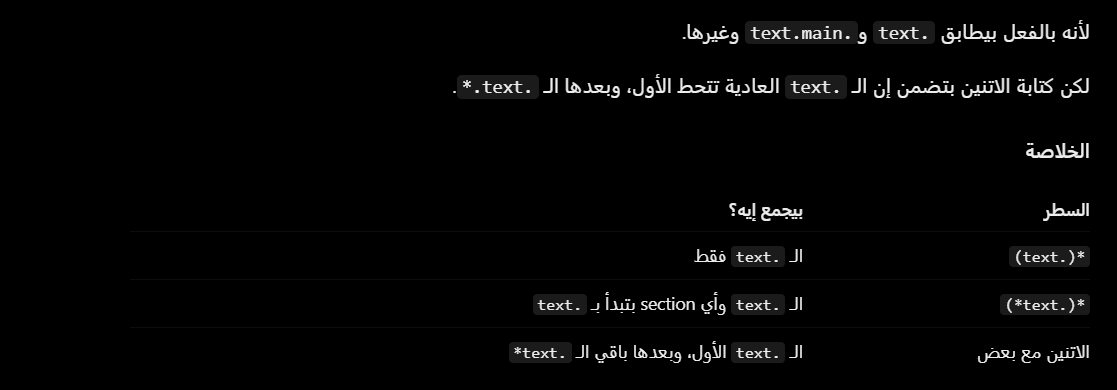 لأنه بالفعل بيطابق .text و .text.main وغيرها.
لكن كتابة الاتنين بتضمن إن الـ .text العادية تتحط الأول، وبعدها الـ .text.*.
الخلاصة
السطر بيجمع إيه؟
*(.text) الـ .text فقط
*(.text*) الـ .text وأي section بتبدأ بـ .text
الاتنين مع بعض الـ .text الأول، وبعدها باقي الـ .text*